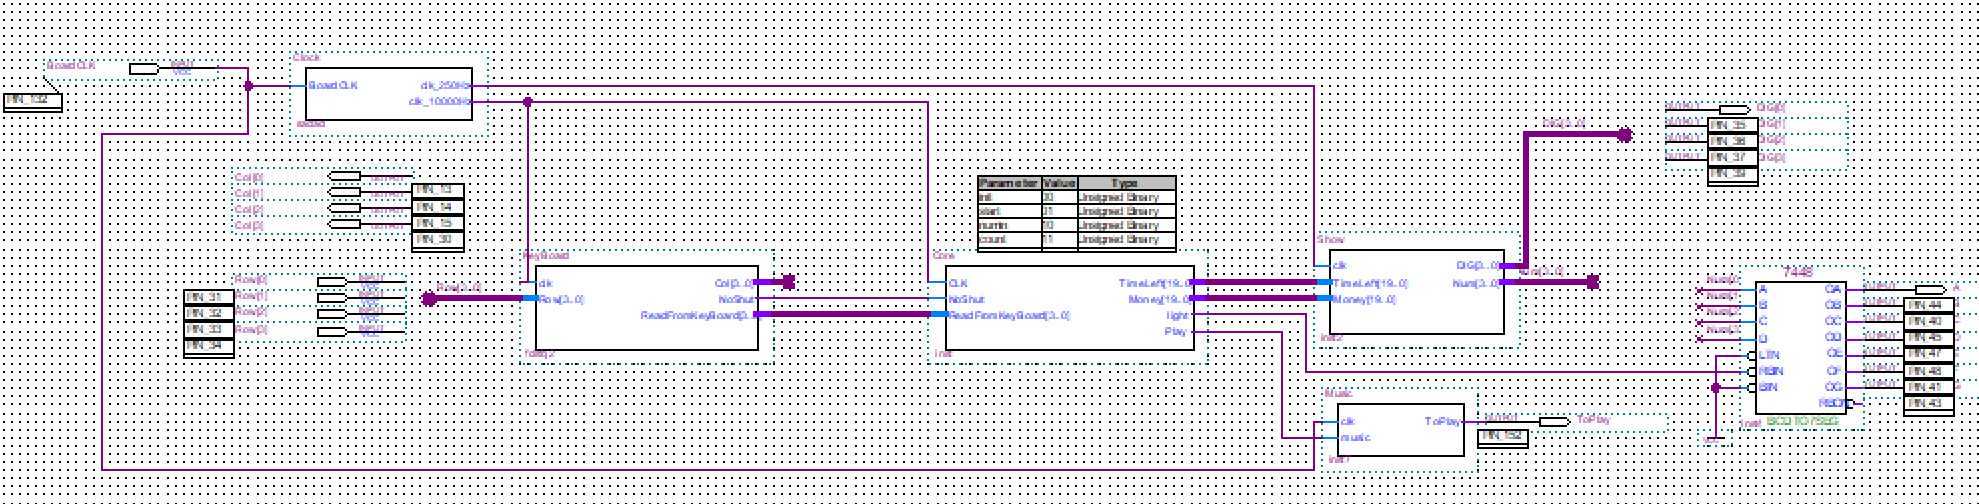 Board CLK
INPUT
VCC
PIN_132
Clock
Board CLK
clk_250Hz
clk_10000Hz
Col[0]
Col[1]
Col[2]
Col[3]
OUTPUT
OUTPUT
OUTPUT
OUTPUT
PIN_13
PIN_14
PIN_15
PIN_30
Row[0]
Row[1]
Row[2]
Row[3]
INPUT
VCC
INPUT
VCC
INPUT
VCC
INPUT
VCC
PIN_31
PIN_32
PIN_33
PIN_34
Row[3..0]
KeyBoard
clk
Row[3..0]
Col[3..0]
NoShut
ReadFromKeyBoard[3..
Parameter Value Type
init 00 Unsigned Binary
start 01 Unsigned Binary
numin 10 Unsigned Binary
count 11 Unsigned Binary
Core
CLK
NoShut
ReadFromKeyBoard[3..0]
TimeLeft[19..0]
Money[19..0]
light
Play
inst
Show
clk
TimeLeft[19..0]
Money[19..0]
DIG[3..0]
Num[3..0]
inst2
DIG[3..0]
Num[3..0]
OUTPUT
OUTPUT
OUTPUT
OUTPUT
DIG[0]
DIG[1]
DIG[2]
DIG[3]
PIN_35
PIN_36
PIN_37
PIN_39
Music
clk
music
ToPlay
OUTPUT
ToPlay
PIN_152
7448
Num[0]
Num[1]
Num[2]
Num[3]
A
B
C
D
LTN
RBIN
BIN
OA
OB
OC
OD
OE
OF
OG
RBON
BCD TO 7SEG
VCC
OUTPUT
OUTPUT
OUTPUT
OUTPUT
OUTPUT
OUTPUT
OUTPUT
A
PIN_44
PIN_40
PIN_45
PIN_47
PIN_48
PIN_41
PIN_43